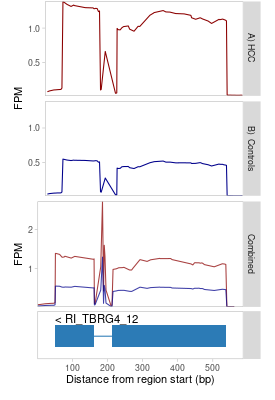 1.0
0.5
FPM
A) HCC
1.0
0.5
B) Controls
2
1
FPM
Combined
< RI_TBRG4_12
100 200 300 400 500
Distance from region start (bp)